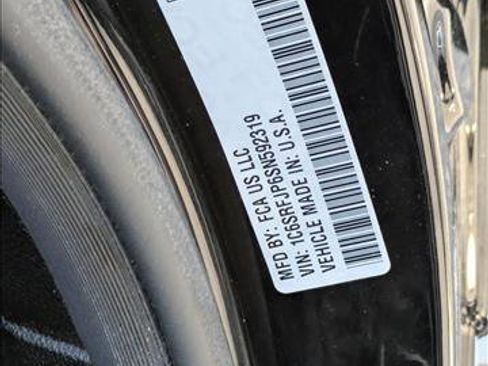 MFD BY: FCA US LLC
VIN: 1C6SRFJP6SN592319
VEHICLE MADE IN: U.S.A.